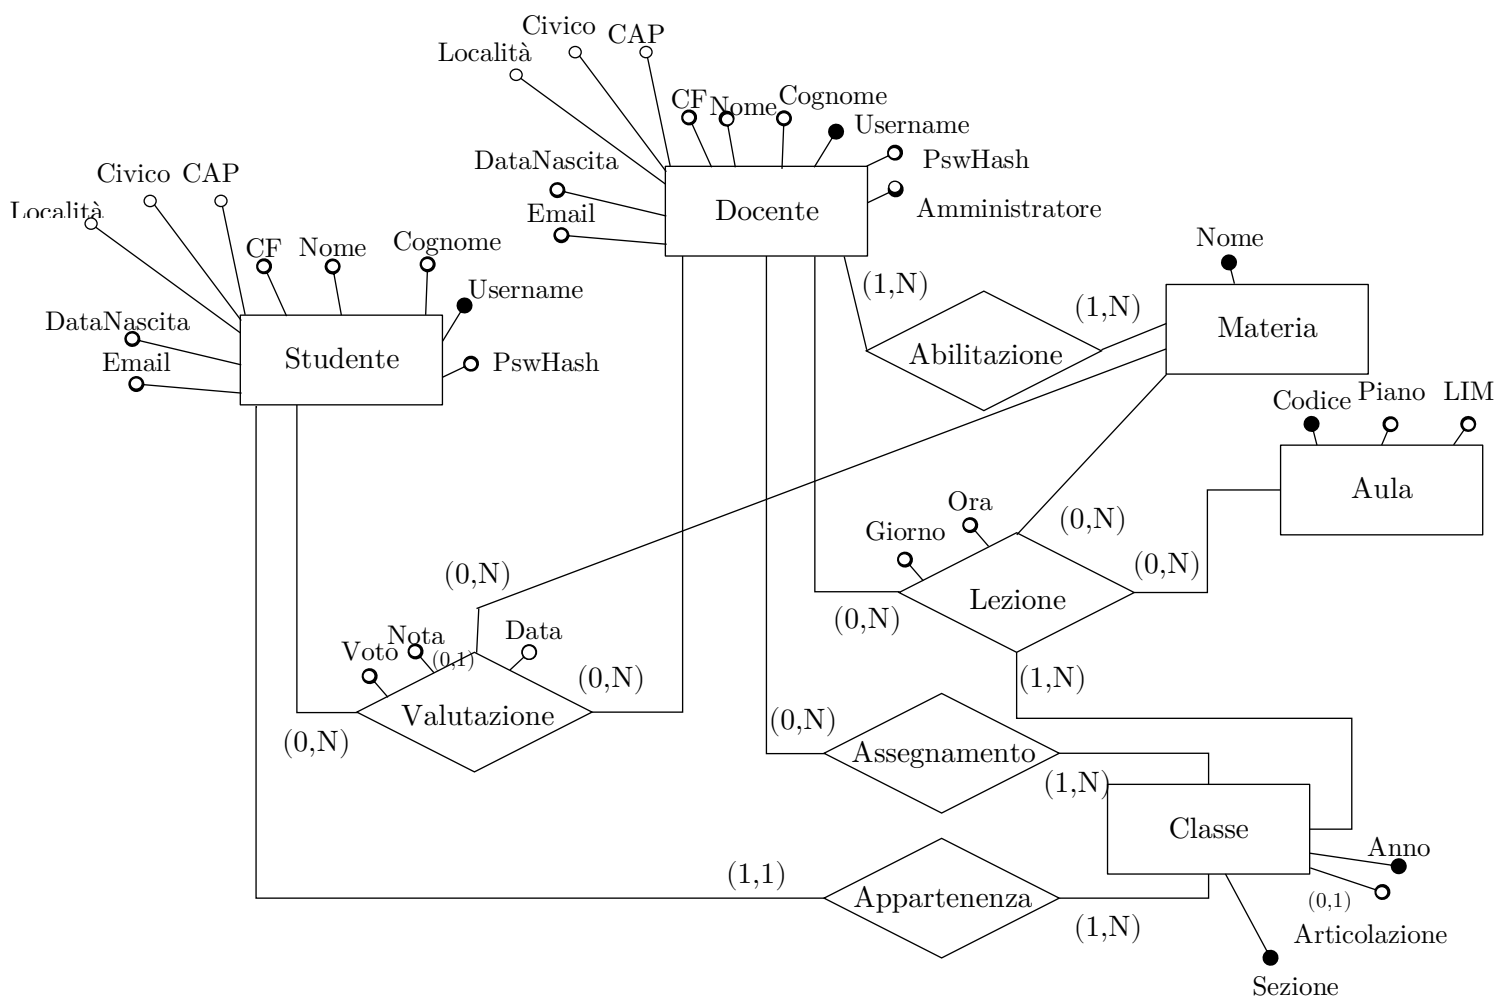 Civico
CAP
Località
CF
Nome
Cognome
Username
DataNascita
PswHash
Email
Docente
Amministratore
Civico
CAP
Località
CF
Nome
Cognome
Username
DataNascita
Email
Studente
PswHash
Nome
(1,N)
(1,N)
Materia
Abilitazione
Codice
Piano
LIM
Aula
Ora
Giorno
(0,N)
(0,N)
(0,N)
Lezione
(0,N)
Voto
Nota
(0,1)
Data
(0,N)
(1,N)
Valutazione
(0,N)
(0,N)
Assegnamento
(1,N)
Classe
Anno
(1,1)
Appartenenza
(0,1)
(1,N)
Articolazione
Sezione